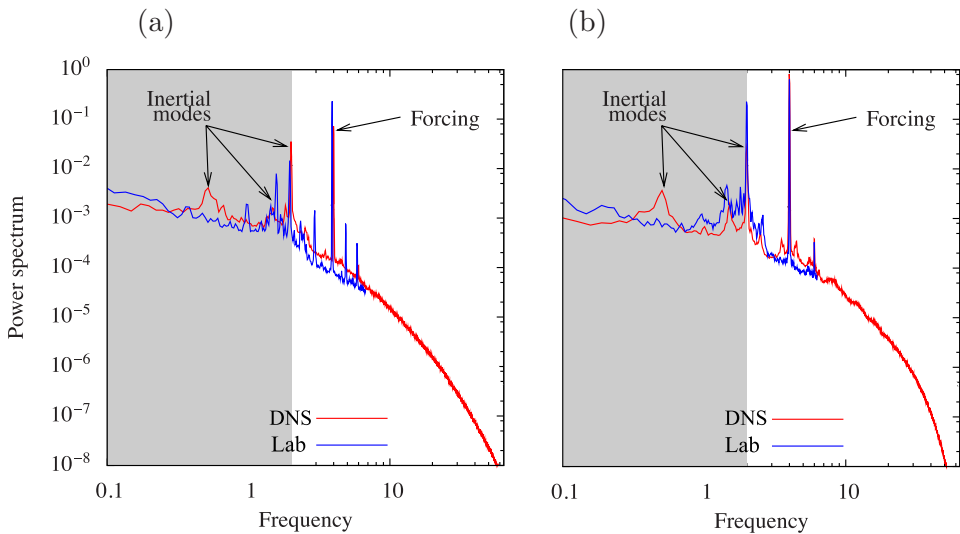 (a)
(b)
Power spectrum
10^0
10^-1
10^-2
10^-3
10^-4
10^-5
10^-6
10^-7
10^-8
Inertial
modes
Forcing
DNS
Lab
0.1
1
10
Frequency
Inertial
modes
Forcing
DNS
Lab
0.1
1
10
Frequency